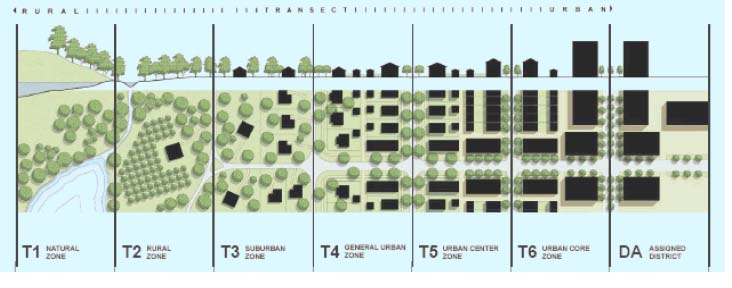 RURAL TRANSECT URBAN
T1 NATURAL ZONE
T2 RURAL ZONE
T3 SUBURBAN ZONE
T4 GENERAL URBAN ZONE
T5 URBAN CENTER ZONE
T6 URBAN CORE ZONE
DA ASSIGNED DISTRICT